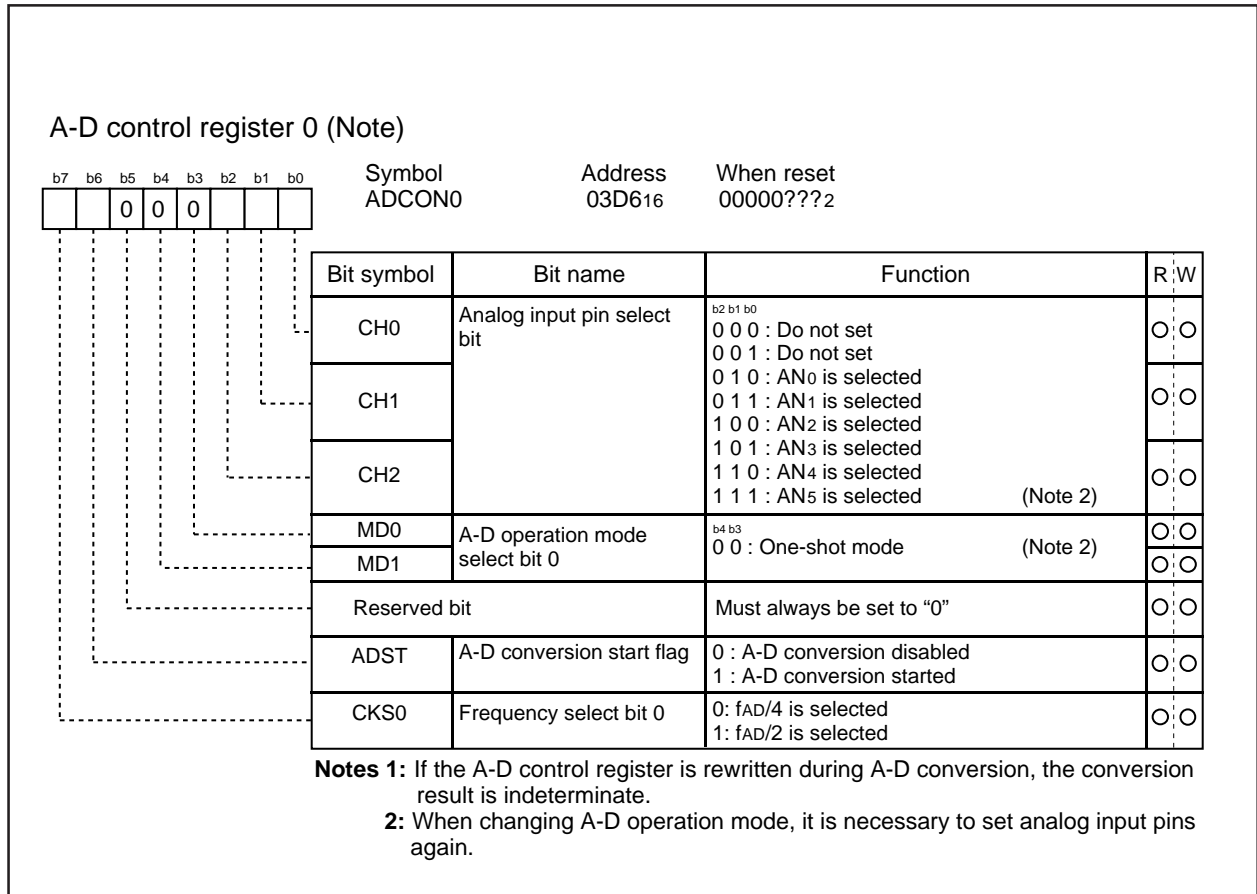 A-D control register 0 (Note)
b7 b6 b5 b4 b3 b2 b1 b0
0 0 0
Symbol Address When reset
ADCON0 03D616 00000???2
Bit symbol Bit name Function R W
CH0 Analog input pin select
bit
b2 b1 b0
0 0 0 : Do not set
0 0 1 : Do not set
0 1 0 : AN0 is selected
CH1
0 1 1 : AN1 is selected
1 0 0 : AN2 is selected
1 0 1 : AN3 is selected
CH2
1 1 0 : AN4 is selected
1 1 1 : AN5 is selected (Note 2)
MD0
MD1
A-D operation mode
select bit 0
b4 b3
0 0 : One-shot mode (Note 2)
Reserved bit Must always be set to “0”
ADST A-D conversion start flag 0 : A-D conversion disabled
1 : A-D conversion started
CKS0 Frequency select bit 0 0: fAD/4 is selected
1: fAD/2 is selected
Notes 1: If the A-D control register is rewritten during A-D conversion, the conversion
result is indeterminate.
2: When changing A-D operation mode, it is necessary to set analog input pins
again.